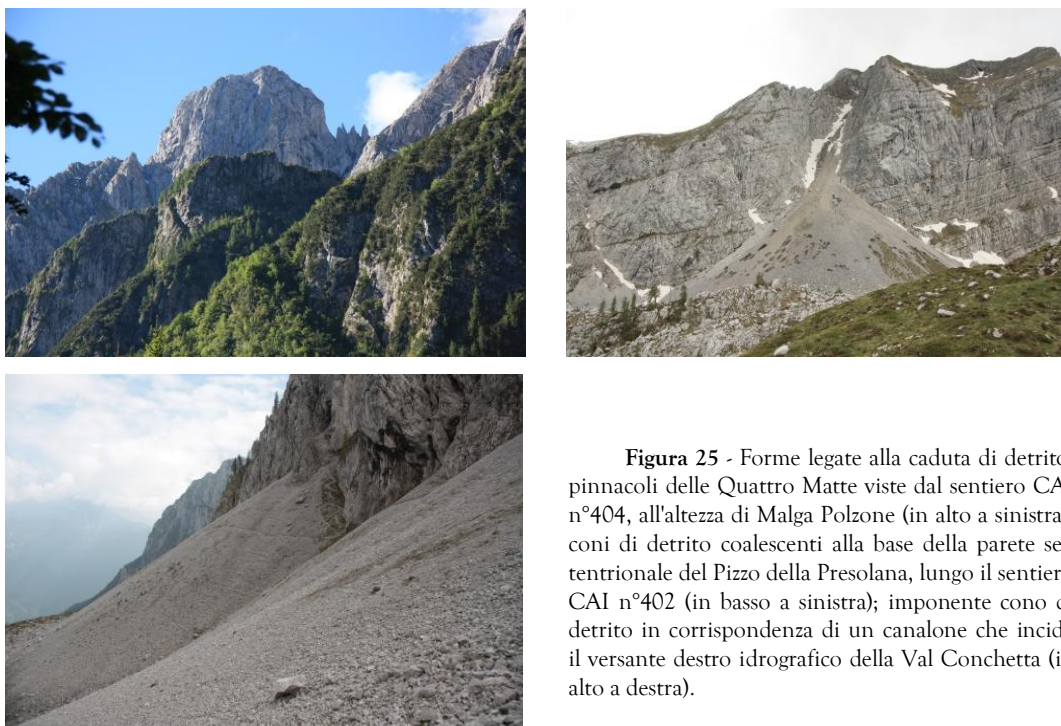 Figura 25 - Forme legate alla caduta di detrito
pinnacoli delle Quattro Matte viste dal sentiero CA
n°404, all'altezza di Malga Polzone (in alto a sinistra
coni di detrito coalescenti alla base della parete se
tentrionale del Pizzo della Presolana, lungo il sentier
CAI n°402 (in basso a sinistra); imponente cono d
detrito in corrispondenza di un canalone che incid
il versante destro idrografico della Val Conchetta (i
alto a destra).